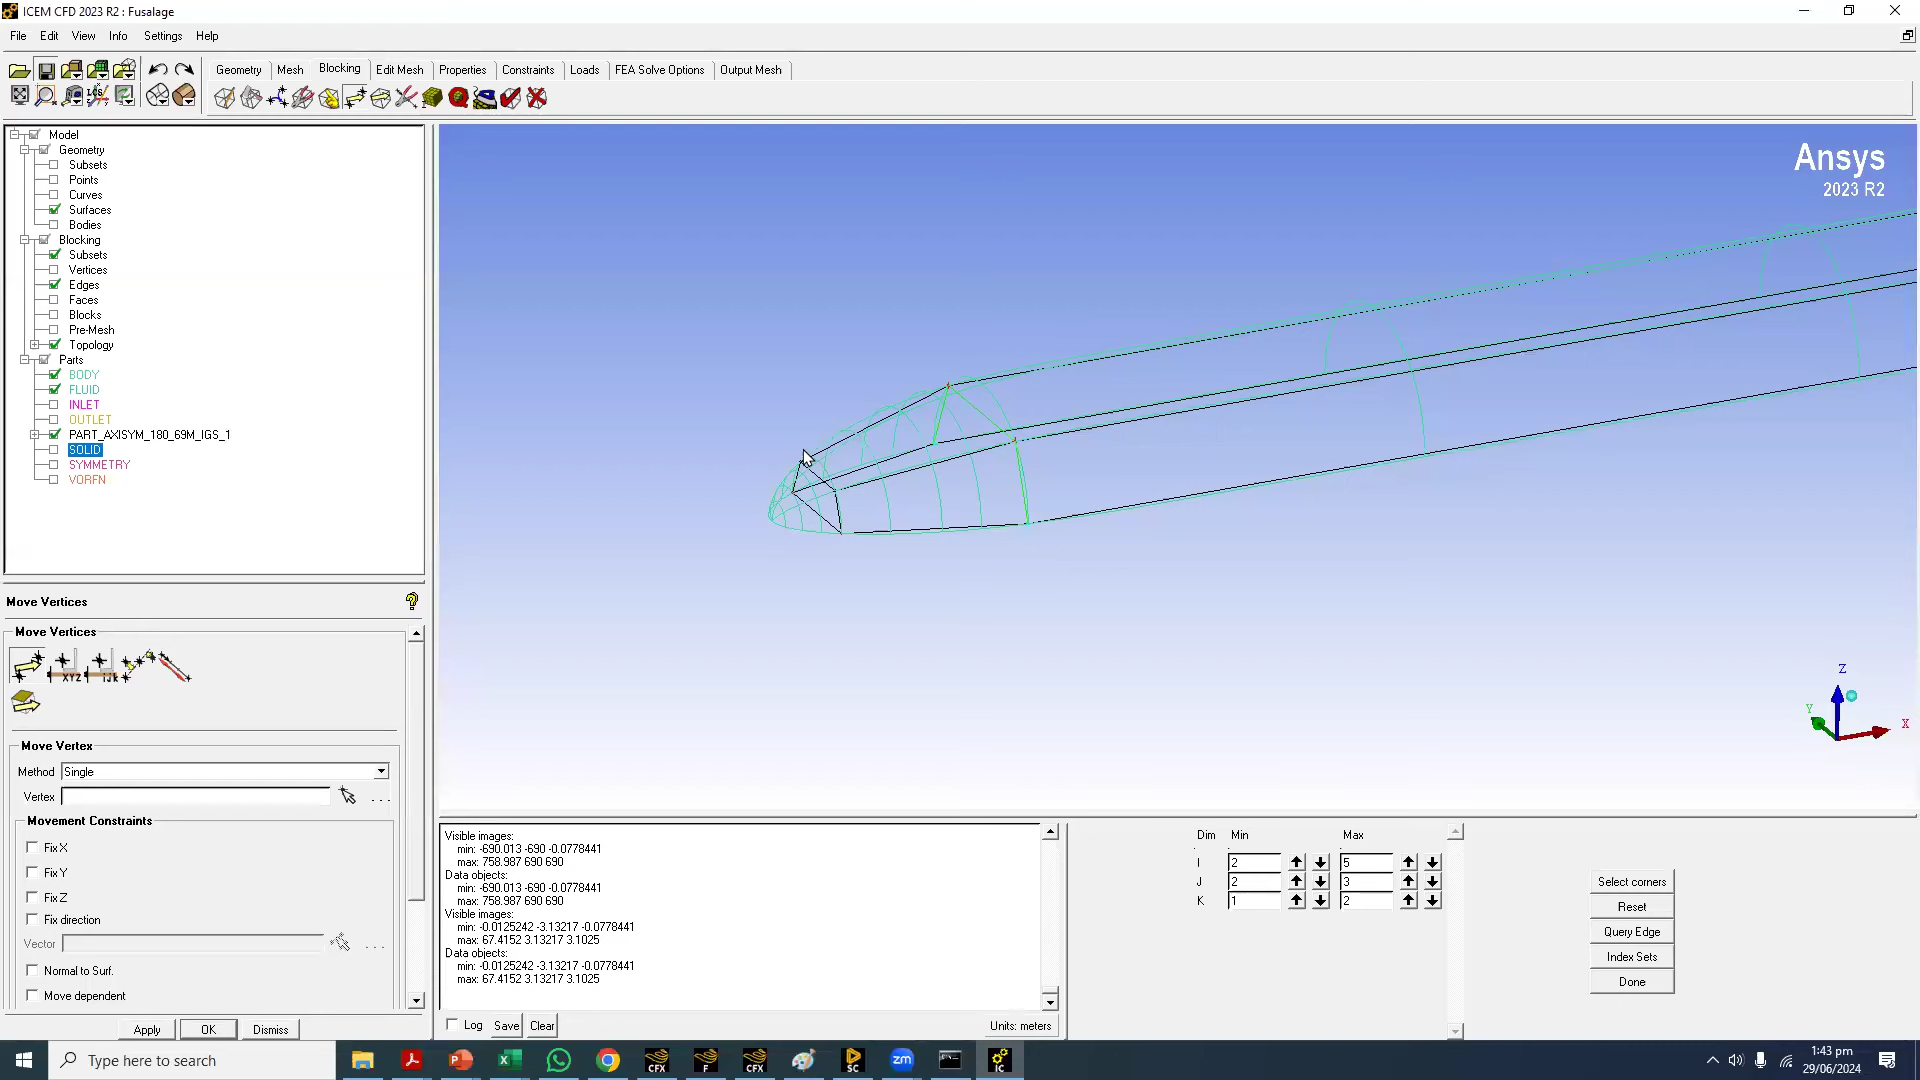 ICEM CFD 2023 R2 : Fusalage
File Edit View Info Settings Help
Geometry Mesh Blocking Edit Mesh Properties Constraints Loads FEA Solve Options Output Mesh
LCS
Model
Geometry
Subsets
Points
Curves
Surfaces
Bodies
Blocking
Subsets
Vertices
Edges
Faces
Blocks
Pre-Mesh
Topology
Parts
BODY
FLUID
INLET
OUTLET
PART_AXISYM_180_69M_IGS_1
SOLID
SYMMETRY
VORFN
Ansys
2023 R2
Z
Y
X
Move Vertices
Move Vertices
XYZ IJK
Move Vertex
Method Single
Vertex ...
Movement Constraints
Fix X
Fix Y
Fix Z
Fix direction
Vector ...
Normal to Surf.
Move dependent
Apply OK Dismiss
Visible images:
min: -690.013 -690 -0.0778441
max: 758.987 690 690
Data objects:
min: -690.013 -690 -0.0778441
max: 758.987 690 690
Visible images:
min: -0.0125242 -3.13217 -0.0778441
max: 67.4152 3.13217 3.1025
Data objects:
min: -0.0125242 -3.13217 -0.0778441
max: 67.4152 3.13217 3.1025
Log Save Clear Units: meters
Dim Min Max
I 2 5
J 2 3
K 1 2
Select corners
Reset
Query Edge
Index Sets
Done
Type here to search
CFX F CFX SC zm IC
1:43 pm
29/06/2024